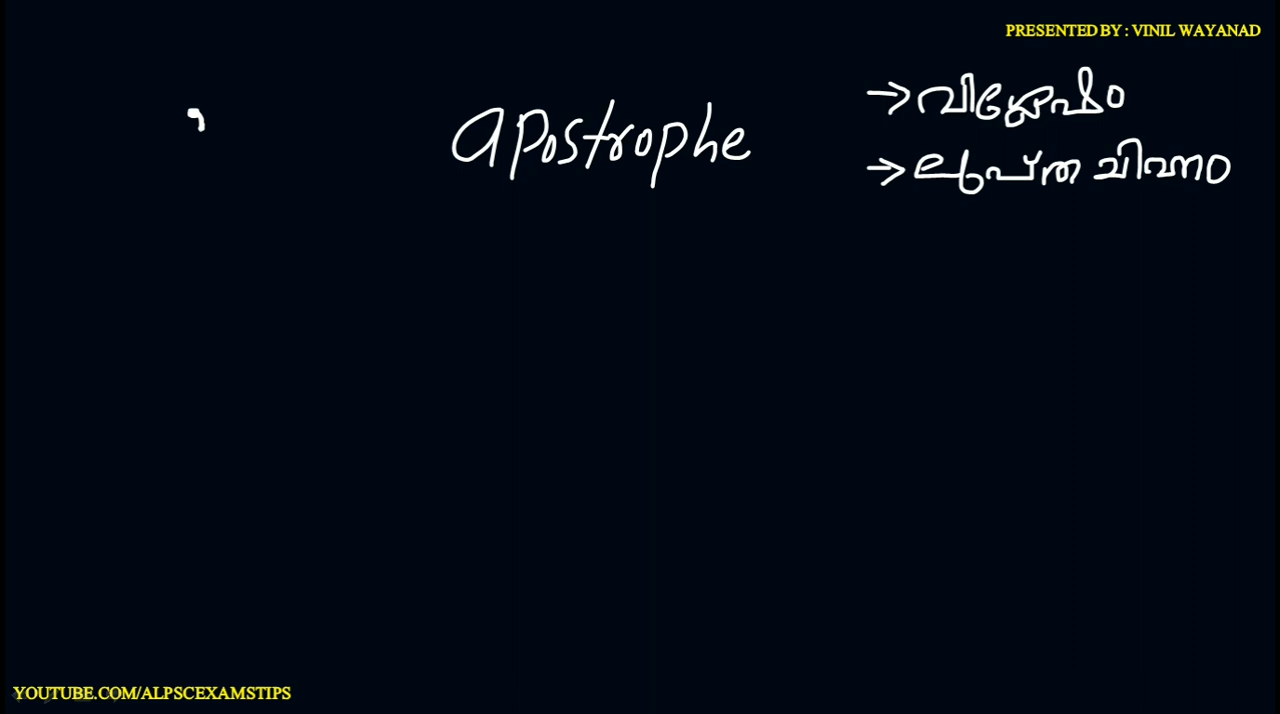 PRESENTED BY : VINIL WAYANAD
’ apostrophe → വിശ്ലേഷം
→ ലുപ്ത ചിഹ്നം
YOUTUBE.COM/ALPSCEXAMSTIPS